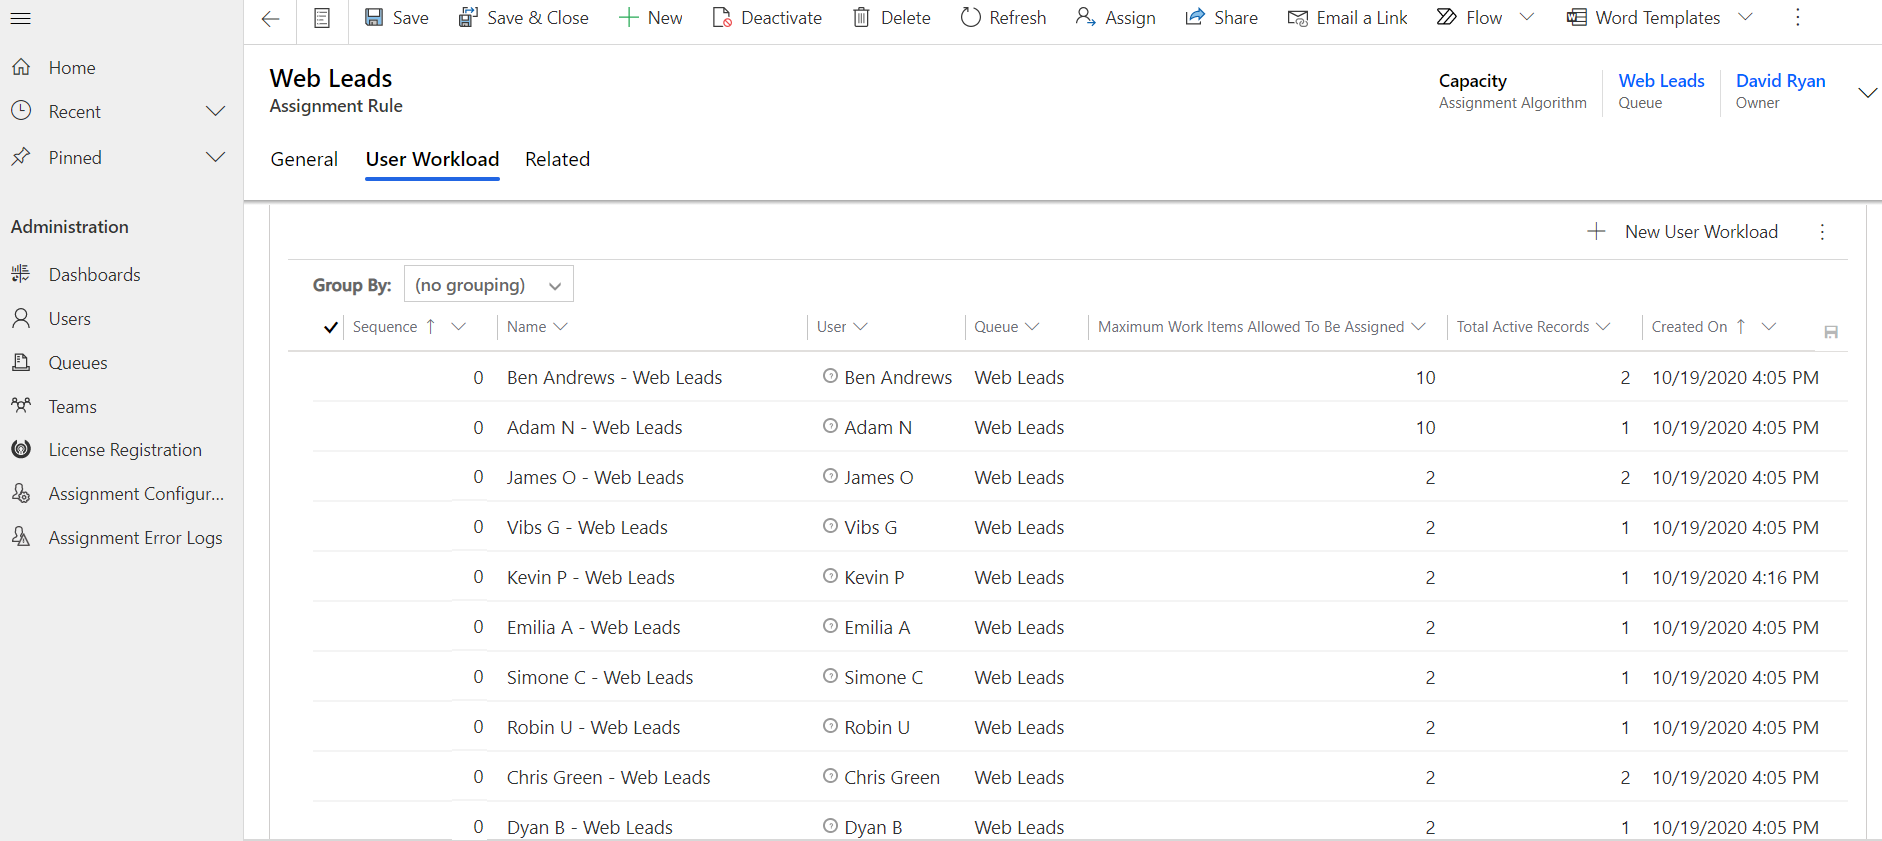 Save Save & Close New Deactivate Delete Refresh Assign Share Email a Link Flow Word Templates
Home
Recent
Pinned
Administration
Dashboards
Users
Queues
Teams
License Registration
Assignment Configur...
Assignment Error Logs
Web Leads
Assignment Rule
Capacity
Assignment Algorithm
Web Leads
Queue
David Ryan
Owner
General User Workload Related
New User Workload
Group By: (no grouping)
Sequence Name User Queue Maximum Work Items Allowed To Be Assigned Total Active Records Created On
0 Ben Andrews - Web Leads Ben Andrews Web Leads 10 2 10/19/2020 4:05 PM
0 Adam N - Web Leads Adam N Web Leads 10 1 10/19/2020 4:05 PM
0 James O - Web Leads James O Web Leads 2 2 10/19/2020 4:05 PM
0 Vibs G - Web Leads Vibs G Web Leads 2 1 10/19/2020 4:05 PM
0 Kevin P - Web Leads Kevin P Web Leads 2 1 10/19/2020 4:16 PM
0 Emilia A - Web Leads Emilia A Web Leads 2 1 10/19/2020 4:05 PM
0 Simone C - Web Leads Simone C Web Leads 2 1 10/19/2020 4:05 PM
0 Robin U - Web Leads Robin U Web Leads 2 1 10/19/2020 4:05 PM
0 Chris Green - Web Leads Chris Green Web Leads 2 2 10/19/2020 4:05 PM
0 Dyan B - Web Leads Dyan B Web Leads 2 1 10/19/2020 4:05 PM